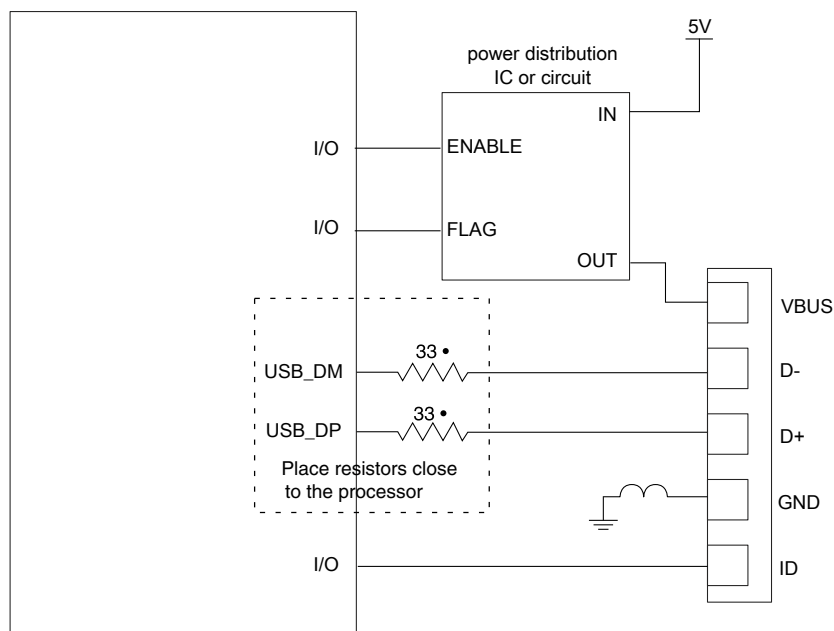 5V
power distribution
IC or circuit
IN
I/O
ENABLE
I/O
FLAG
OUT
VBUS
33 •
USB_DM
D-
33 •
USB_DP
D+
Place resistors close
to the processor
GND
I/O
ID